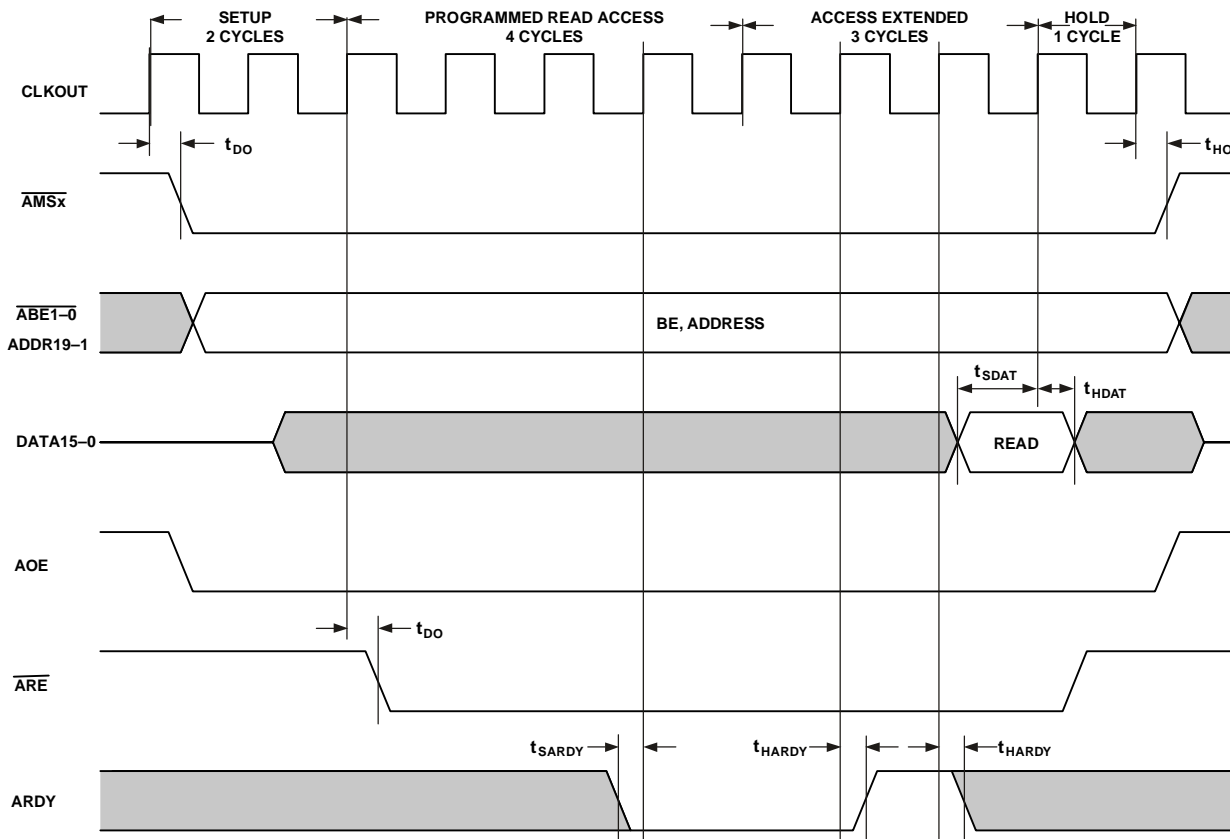 SETUP
2 CYCLES
PROGRAMMED READ ACCESS
4 CYCLES
ACCESS EXTENDED
3 CYCLES
HOLD
1 CYCLE
CLKOUT
tDO
tHO
AMSx
ABE1–0
BE, ADDRESS
ADDR19–1
tSDAT
tHDAT
DATA15–0
READ
AOE
tDO
ARE
tSARDY
tHARDY
tHARDY
ARDY